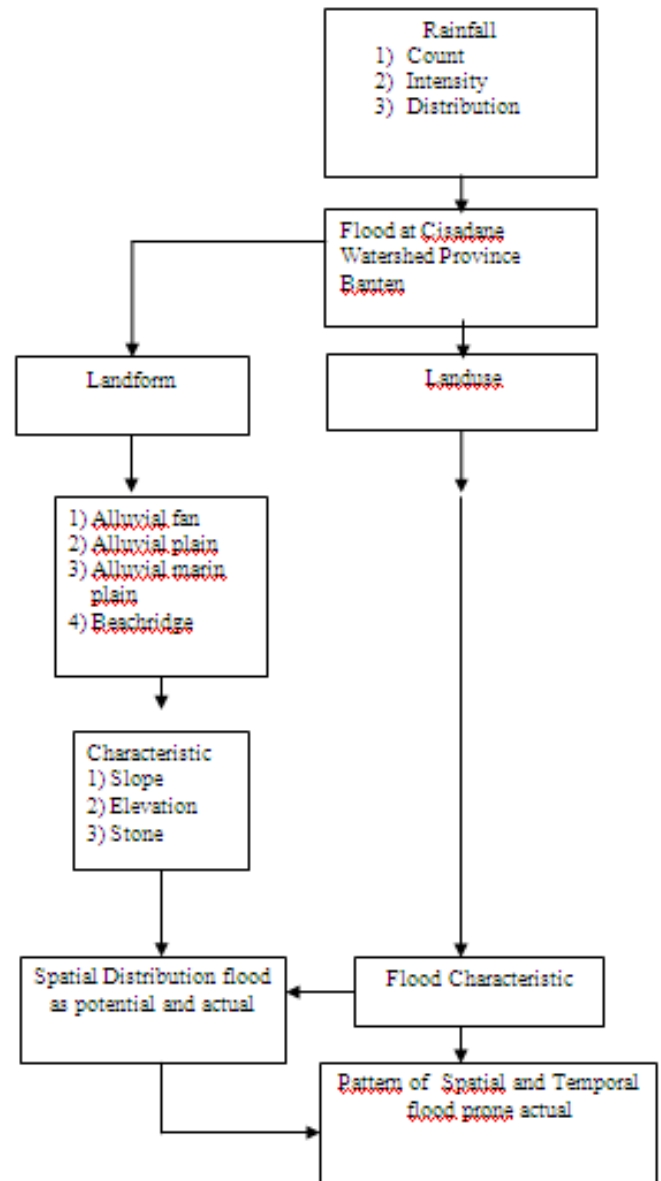 Rainfall
1) Count
2) Intensity
3) Distribution
Flood at Cisadane
Watershed Province
Banten
Landform
Landuse
1) Alluvial fan
2) Alluvial plain
3) Alluvial marin
plain
4) Beachridge
Characteristic
1) Slope
2) Elevation
3) Stone
Spatial Distribution flood
as potential and actual
Flood Characteristic
Pattern of Spatial and Temporal
flood prone actual